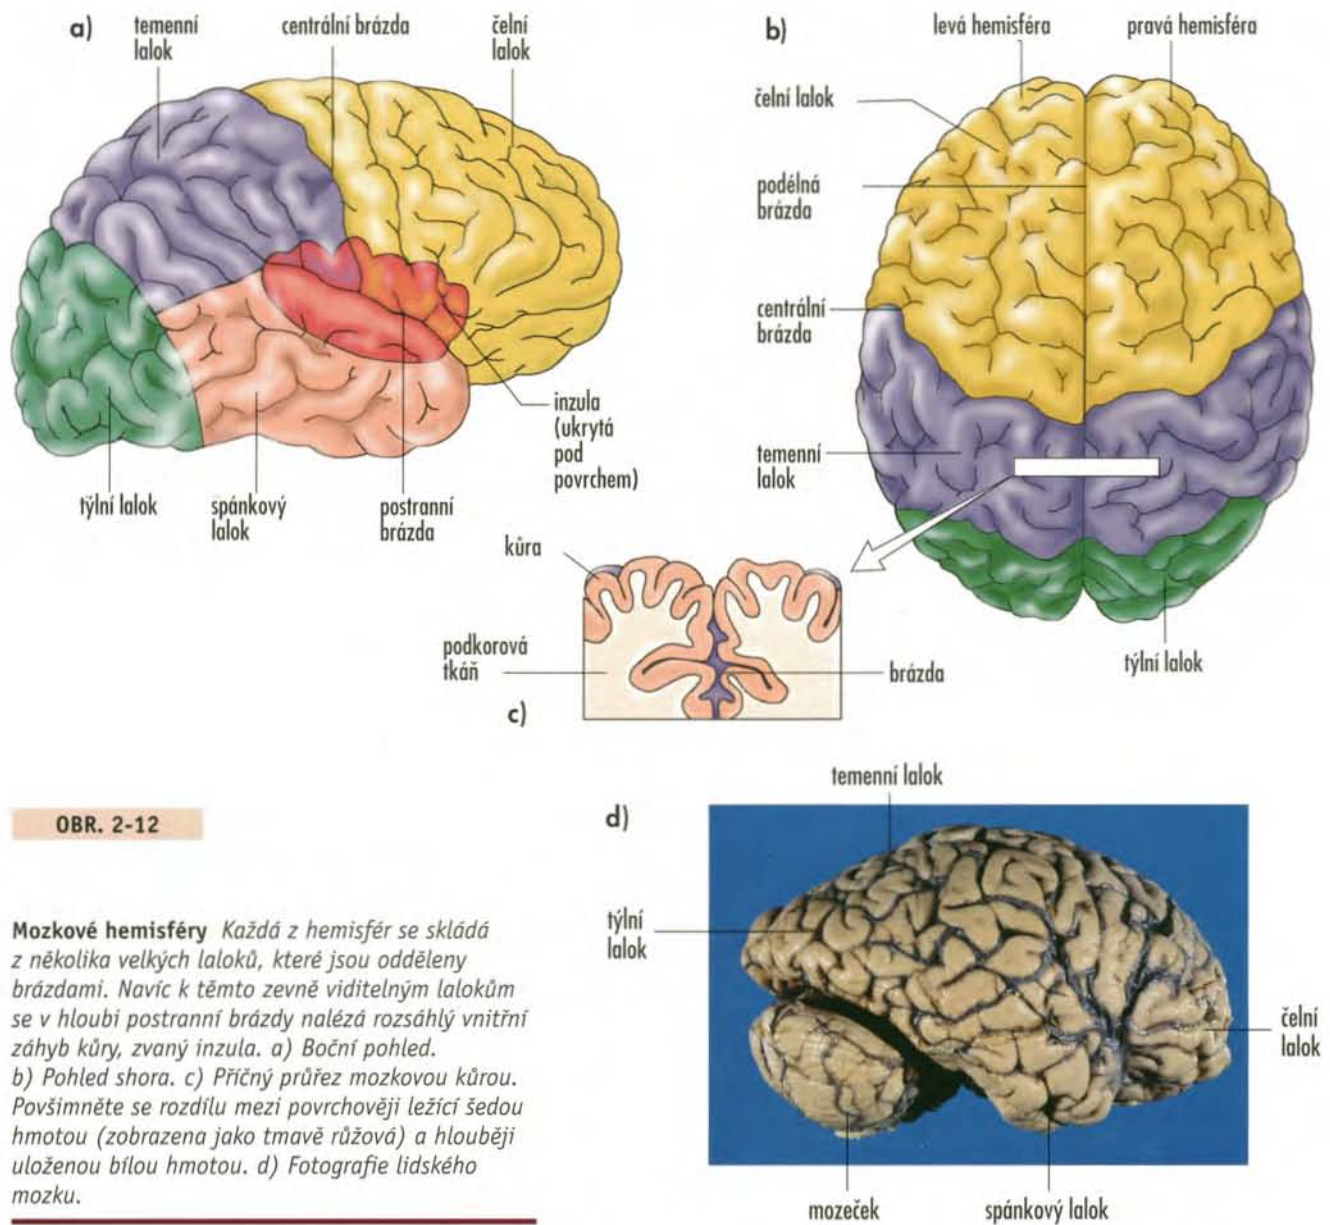 a)
temenní
lalok
centrální brázda
čelní
lalok
inzula
(ukrytá
pod
povrchem)
týlní lalok
spánkový
lalok
postranní
brázda
b)
levá hemisféra
pravá hemisféra
čelní lalok
podélná
brázda
centrální
brázda
temenní
lalok
týlní lalok
kůra
podkorová
tkáň
brázda
c)
OBR. 2-12
Mozkové hemisféry Každá z hemisfér se skládá
z několika velkých laloků, které jsou odděleny
brázdami. Navíc k těmto zevně viditelným lalokům
se v hloubi postranní brázdy nalézá rozsáhlý vnitřní
záhyb kůry, zvaný inzula. a) Boční pohled.
b) Pohled shora. c) Příčný průřez mozkovou kůrou.
Povšimněte se rozdílu mezi povrchověji ležící šedou
hmotou (zobrazena jako tmavě růžová) a hlouběji
uloženou bílou hmotou. d) Fotografie lidského
mozku.
d)
temenní lalok
týlní
lalok
čelní
lalok
mozeček
spánkový lalok